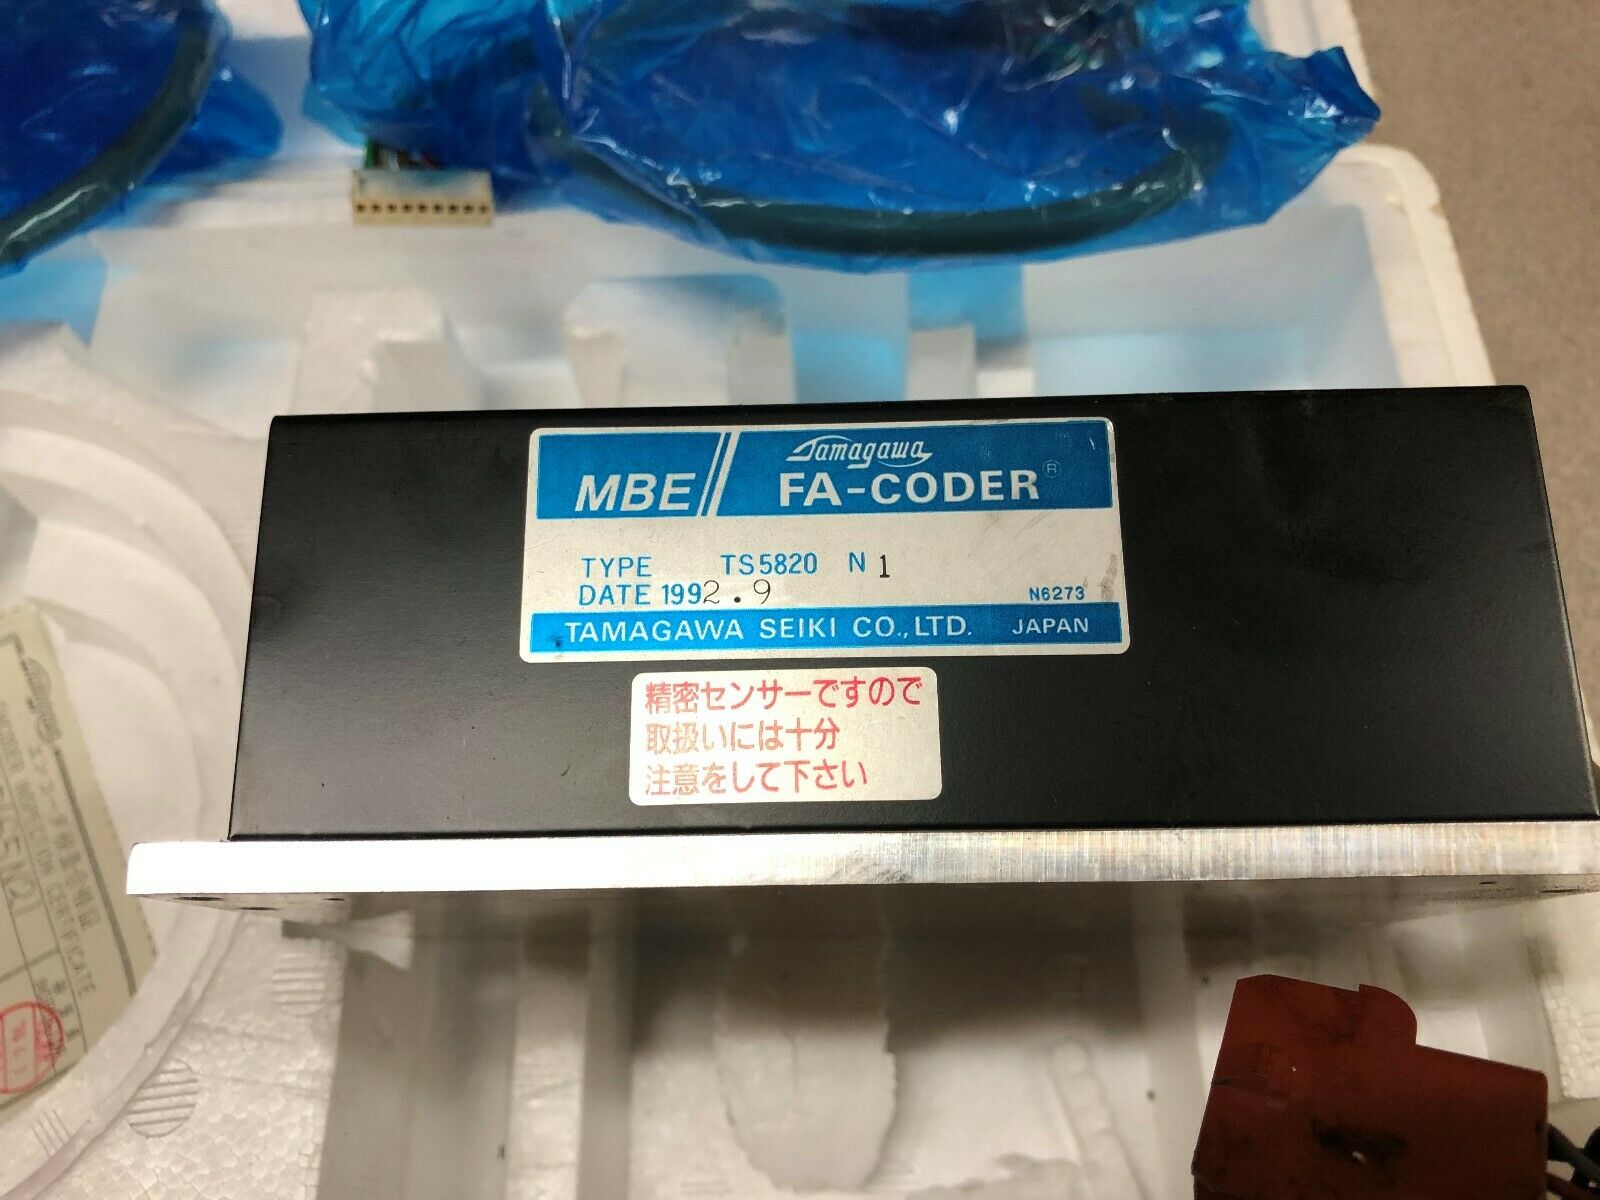 Tamagawa
MBE FA-CODER®
TYPE TS5820 N 1
DATE 1992.9 N6273
TAMAGAWA SEIKI CO., LTD. JAPAN
精密センサーですので
取扱いには十分
注意をして下さい
CERTIFICATE